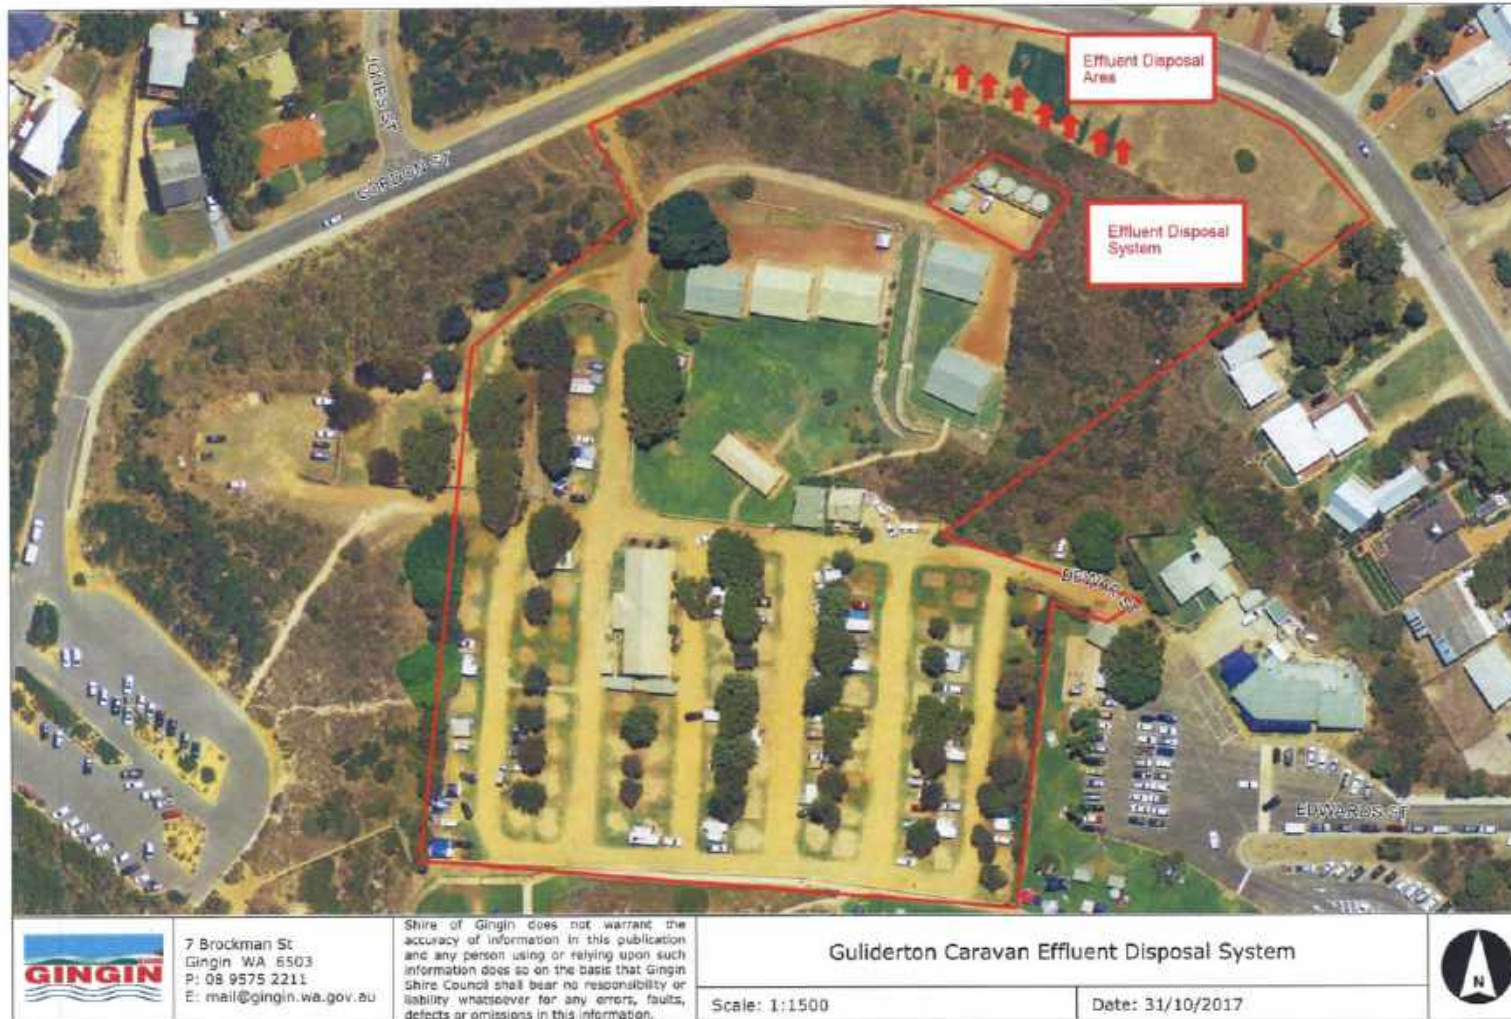 Effluent Disposal
Area
JONES ST
GORDON ST
Effluent Disposal
System
DEWAR ST
EDWARDS ST
GINGIN
7 Brockman St
Gingin WA 6503
P: 08 9575 2211
E: mail@gingin.wa.gov.au
Shire of Gingin does not warrant the
accuracy of information in this publication
and any person using or relying upon such
information does so on the basis that Gingin
Shire Council shall bear no responsibility or
liability whatsoever for any errors, faults,
defects or omissions in this information.
Guliderton Caravan Effluent Disposal System
Scale: 1:1500
Date: 31/10/2017
N